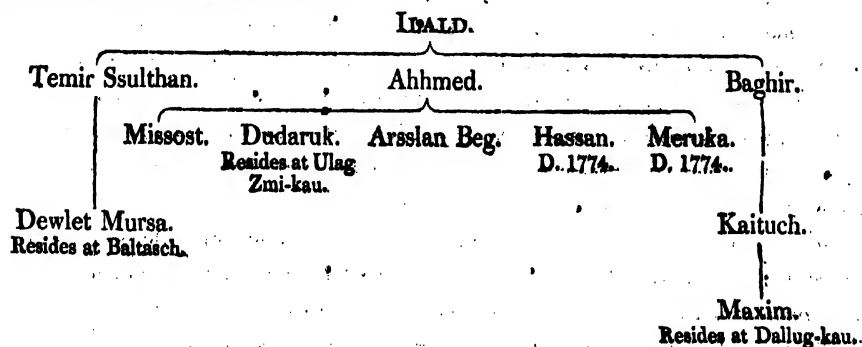 IDALD.
Temir Ssulthan. Ahhmed. Baghir.
Missost. Dudaruk. Arsslan Beg. Hassan. Meruka.
Resides at Ulag D. 1774. D. 1774.
Zmi-kau.
Dewlet Mursa. Kaituch.
Resides at Baltasch.
Maxim.
Resides at Dallug-kau.